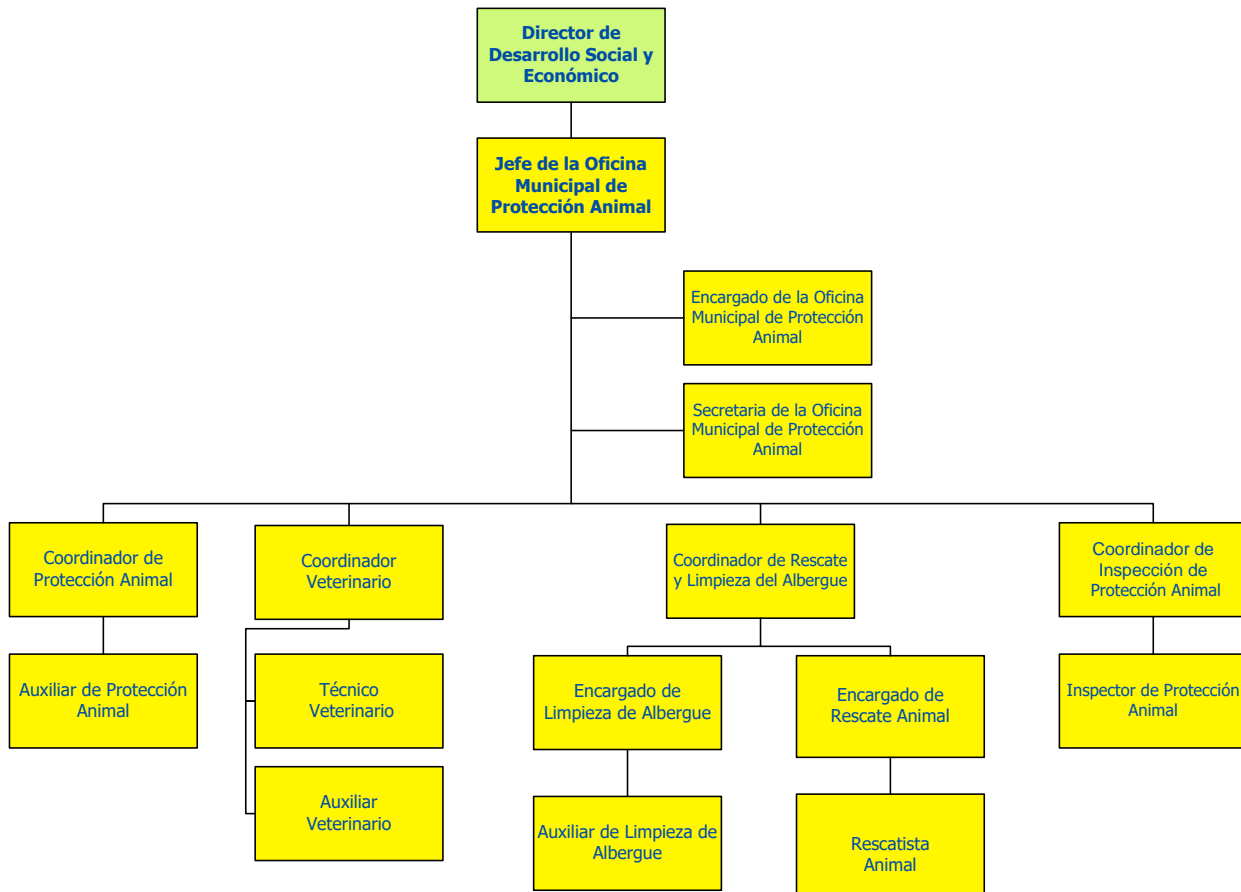 Director de
Desarrollo Social y
Económico
Jefe de la Oficina
Municipal de
Protección Animal
Encargado de la Oficina
Municipal de Protección
Animal
Secretaria de la Oficina
Municipal de Protección
Animal
Coordinador de
Protección Animal
Coordinador
Veterinario
Coordinador de Rescate
y Limpieza del Albergue
Coordinador de
Inspección de
Protección Animal
Auxiliar de Protección
Animal
Técnico
Veterinario
Auxiliar
Veterinario
Encargado de
Limpieza de Albergue
Encargado de
Rescate Animal
Inspector de Protección
Animal
Auxiliar de Limpieza de
Albergue
Rescatista
Animal